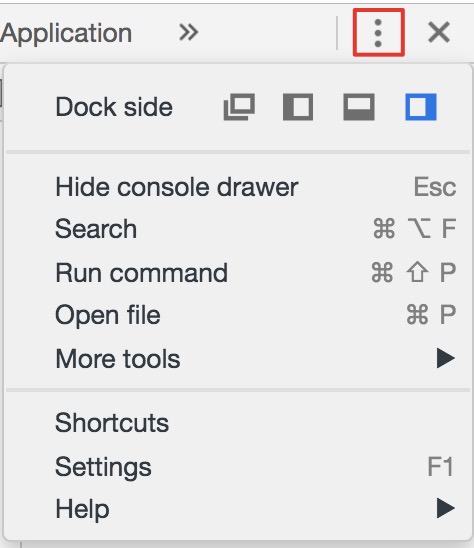 Application »
Dock side
Hide console drawer Esc
Search ⌘ ⌥ F
Run command ⌘ ⇧ P
Open file ⌘ P
More tools ▶
Shortcuts
Settings F1
Help ▶